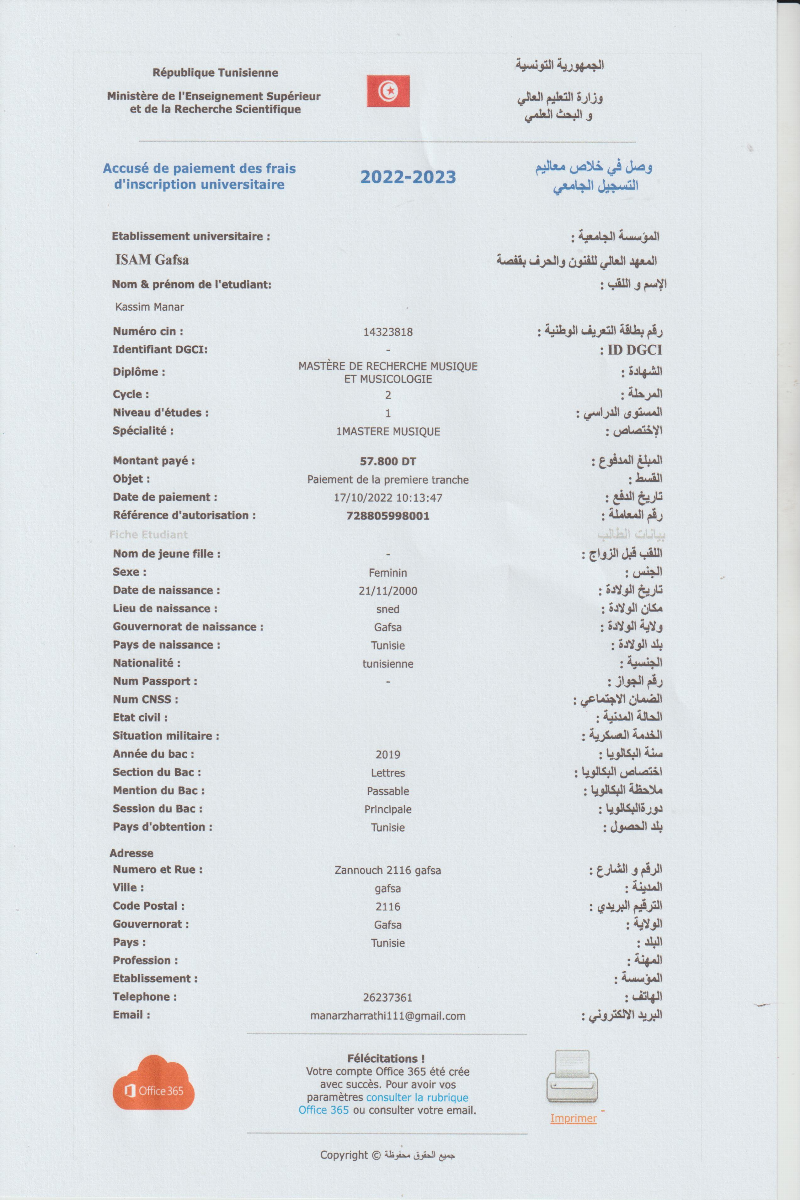 République Tunisienne
الجمهورية التونسية
Ministère de l'Enseignement Supérieur
et de la Recherche Scientifique
وزارة التعليم العالي
و البحث العلمي
Accusé de paiement des frais
d'inscription universitaire
2022-2023
وصل في خلاص معاليم
التسجيل الجامعي
Etablissement universitaire : المؤسسة الجامعية :
ISAM Gafsa المعهد العالي للفنون والحرف بقفصة
Nom & prénom de l'etudiant: الإسم و اللقب :
Kassim Manar
Numéro cin : 14323818 رقم بطاقة التعريف الوطنية :
Identifiant DGCI: - ID DGCI :
Diplôme : MASTÈRE DE RECHERCHE MUSIQUE
ET MUSICOLOGIE الشهادة :
Cycle : 2 المرحلة :
Niveau d'études : 1 المستوى الدراسي :
Spécialité : 1MASTERE MUSIQUE الإختصاص :
Montant payé : 57.800 DT المبلغ المدفوع :
Objet : Paiement de la premiere tranche القسط :
Date de paiement : 17/10/2022 10:13:47 تاريخ الدفع :
Référence d'autorisation : 728805998001 رقم المعاملة :
Fiche Etudiant بيانات الطالب
Nom de jeune fille : - اللقب قبل الزواج :
Sexe : Feminin الجنس :
Date de naissance : 21/11/2000 تاريخ الولادة :
Lieu de naissance : sned مكان الولادة :
Gouvernorat de naissance : Gafsa ولاية الولادة :
Pays de naissance : Tunisie بلد الولادة :
Nationalité : tunisienne الجنسية :
Num Passport : - رقم الجواز :
Num CNSS : الضمان الاجتماعي :
Etat civil : الحالة المدنية :
Situation militaire : الخدمة العسكرية :
Année du bac : 2019 سنة البكالويا :
Section du Bac : Lettres اختصاص البكالويا :
Mention du Bac : Passable ملاحظة البكالويا :
Session du Bac : Principale دورةالبكالويا :
Pays d'obtention : Tunisie بلد الحصول :
Adresse
Numero et Rue : Zannouch 2116 gafsa الرقم و الشارع :
Ville : gafsa المدينة :
Code Postal : 2116 الترقيم البريدي :
Gouvernorat : Gafsa الولاية :
Pays : Tunisie البلد :
Profession : المهنة :
Etablissement : المؤسسة :
Telephone : 26237361 الهاتف :
Email : manarzharrathi111@gmail.com البريد الالكتروني :
Office 365
Félécitations !
Votre compte Office 365 été crée
avec succès. Pour avoir vos
paramètres consulter la rubrique
Office 365 ou consulter votre email.
Imprimer
Copyright © جميع الحقوق محفوظة